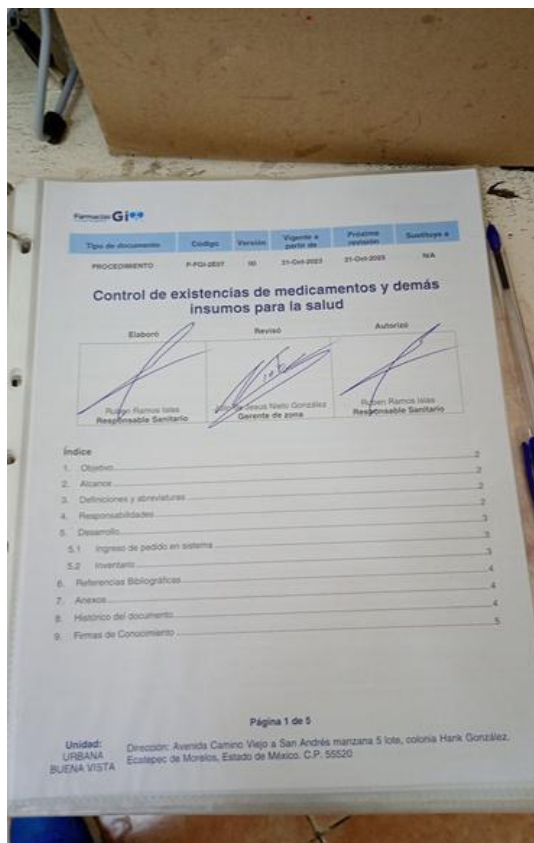 Farmacias Gi
Tipo de documento Código Versión Vigente a partir de Próxima revisión Sustituye a
PROCEDIMIENTO 00 31-Oct-2023 31-Oct-2025 N/A
Control de existencias de medicamentos y demás
insumos para la salud
Elaboró Revisó Autorizó
Ruben Ramos Islas Jesus Nieto González Ruben Ramos Islas
Responsable Sanitario Gerente de zona Responsable Sanitario
Índice
1. Objetivo 2
2. Alcance 2
3. Definiciones y abreviaturas 2
4. Responsabilidades 2
5. Desarrollo 3
5.1 Ingreso de pedido en sistema 3
5.2 Inventario 3
6. Referencias Bibliográficas 4
7. Anexos 4
8. Histórico del documento 4
9. Firmas de Conocimiento 5
Página 1 de 5
Unidad:
URBANA
BUENA VISTA
Dirección: Avenida Camino Viejo a San Andrés manzana 5 lote, colonia Hank González.
Ecatepec de Morelos, Estado de México. C.P. 55520